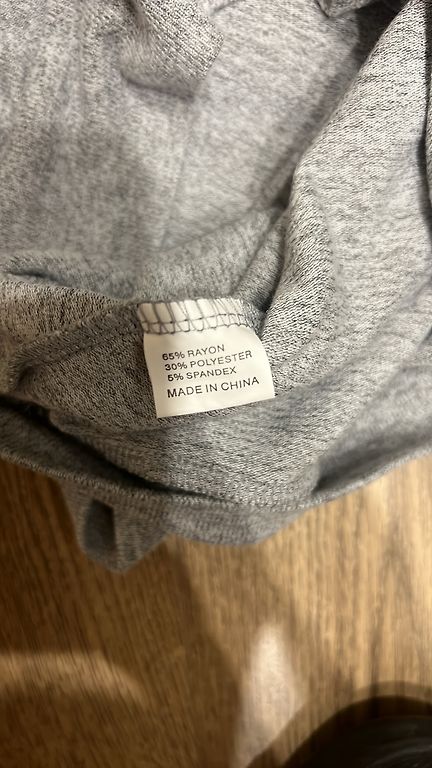 65% RAYON
30% POLYESTER
5% SPANDEX
MADE IN CHINA